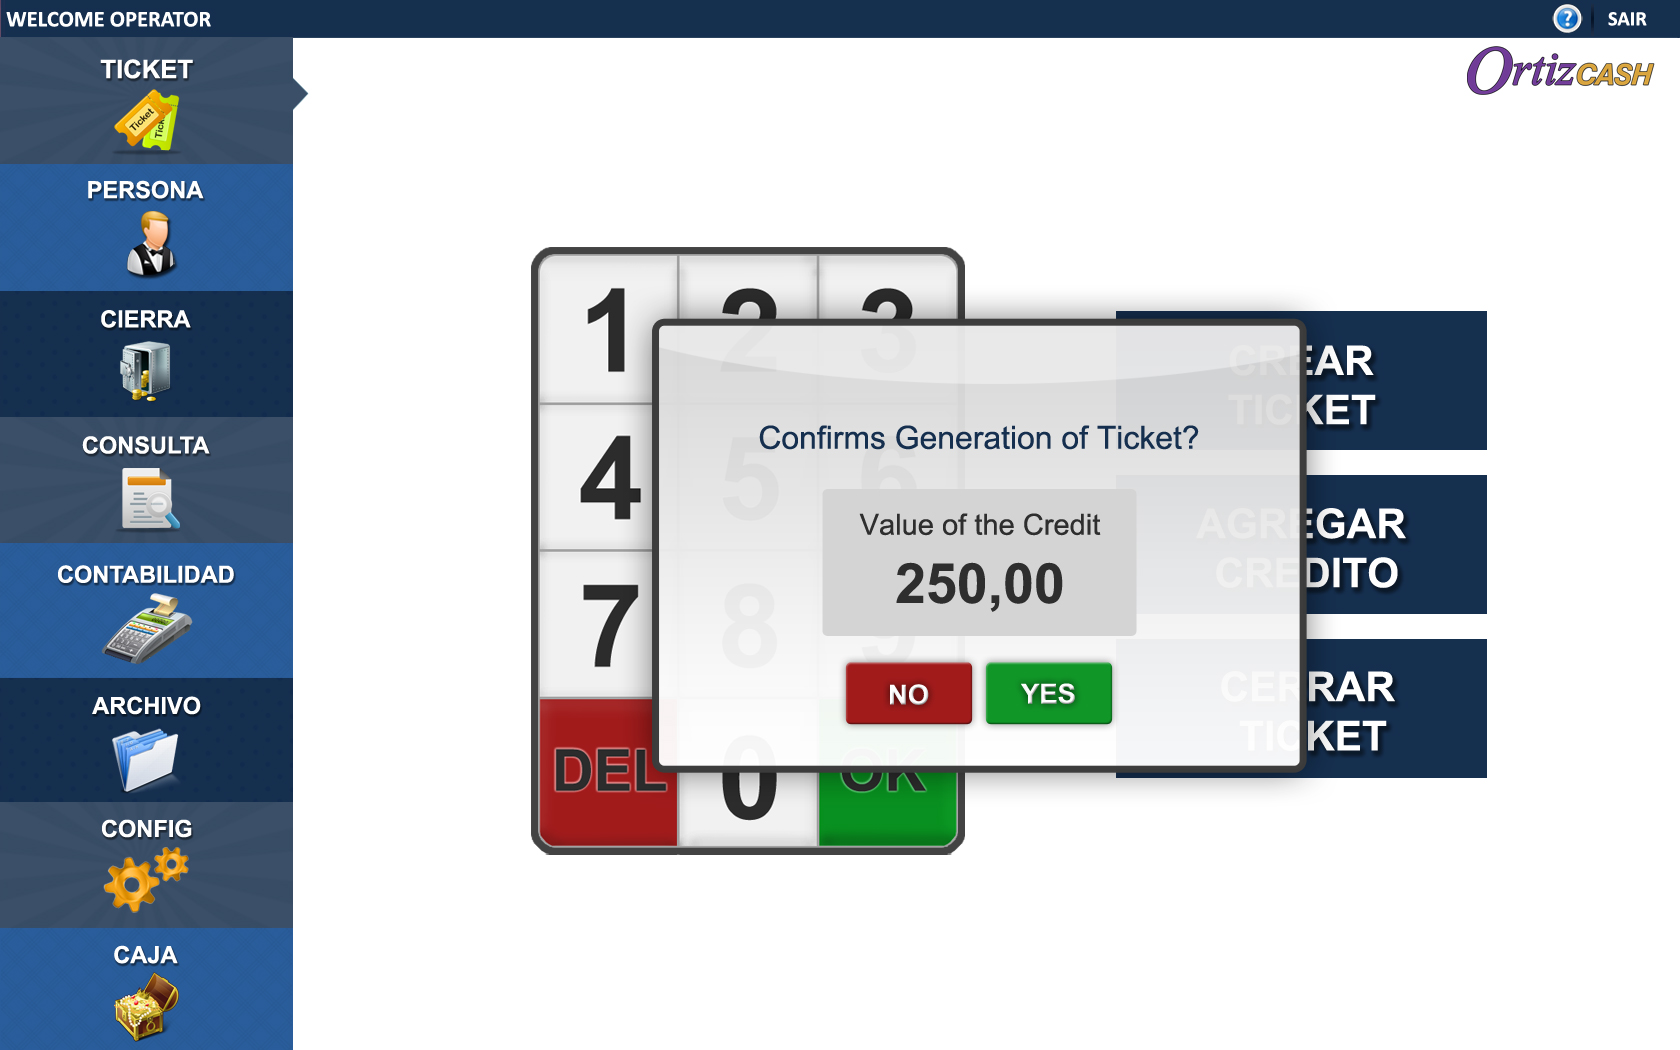 WELCOME OPERATOR
SAIR
OrtizCASH
TICKET
Ticket
PERSONA
CIERRA
CONSULTA
CONTABILIDAD
ARCHIVO
CONFIG
CAJA
1 2 3
4 5 6
7 8 9
DEL 0 OK
Confirms Generation of Ticket?
Value of the Credit
250,00
NO YES
CREAR
TICKET
AGREGAR
CREDITO
CERRAR
TICKET